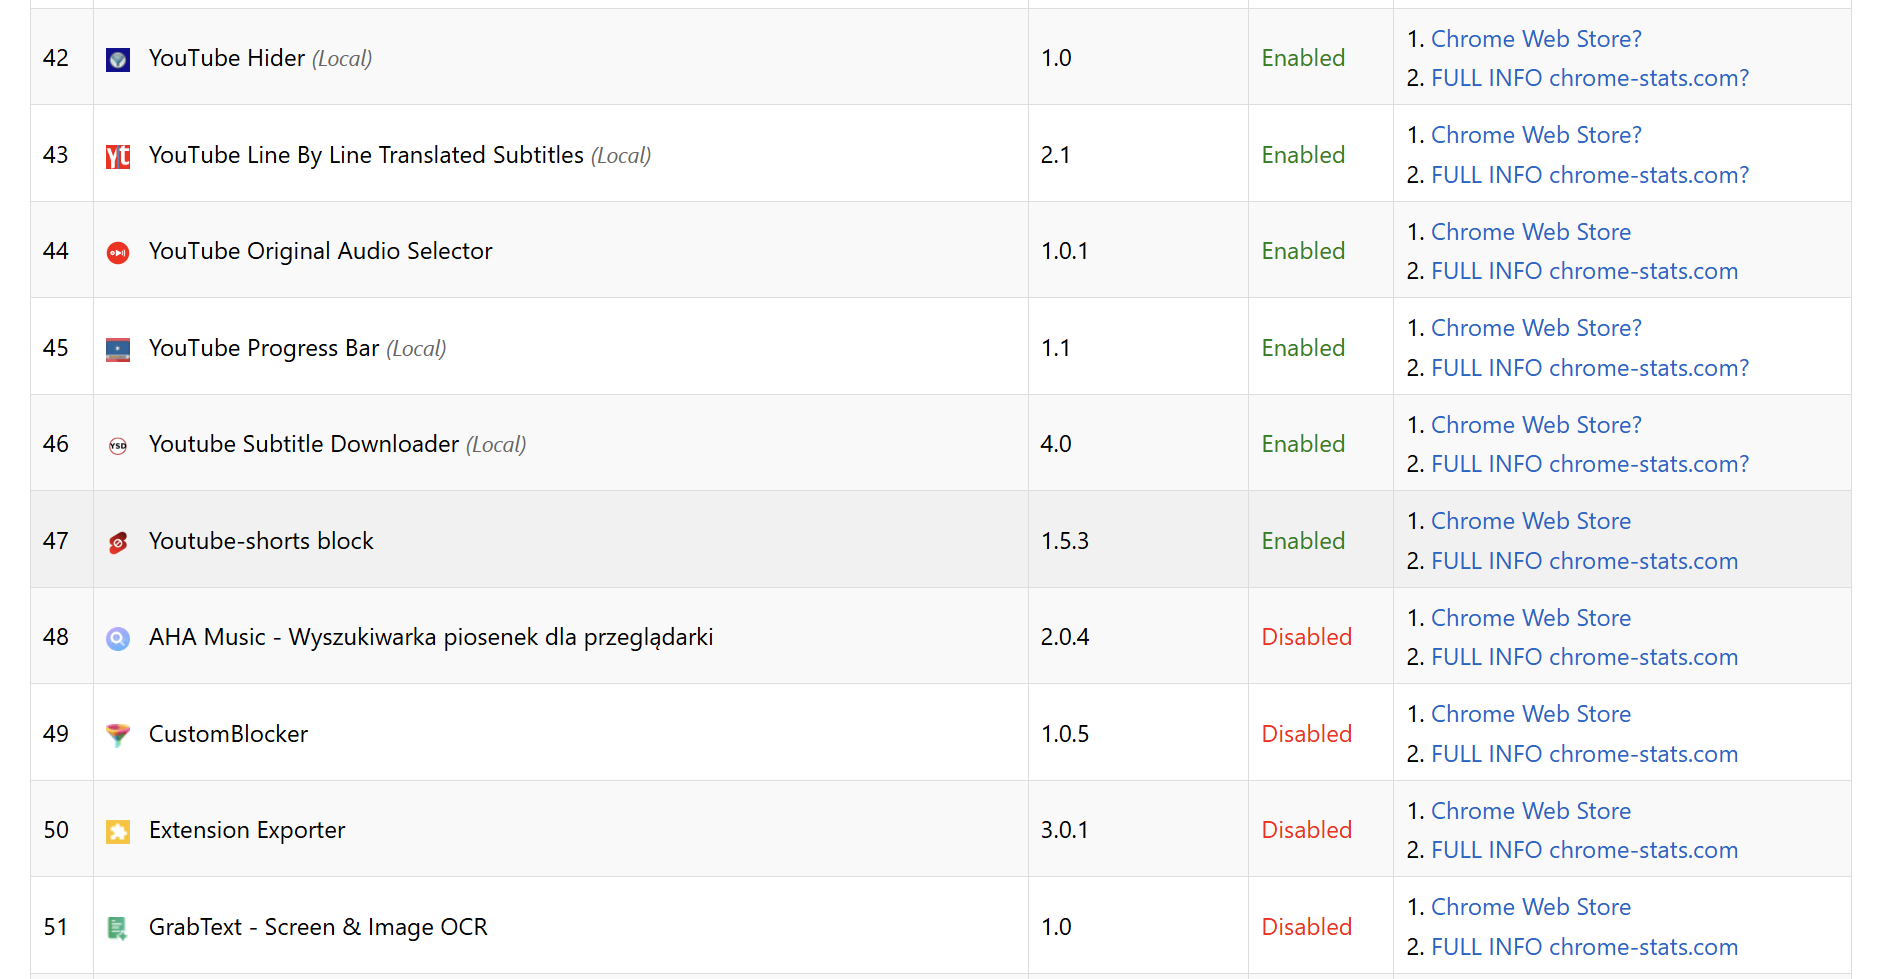 42 YouTube Hider (Local) 1.0 Enabled 1. Chrome Web Store?
2. FULL INFO chrome-stats.com?
43 YouTube Line By Line Translated Subtitles (Local) 2.1 Enabled 1. Chrome Web Store?
2. FULL INFO chrome-stats.com?
44 YouTube Original Audio Selector 1.0.1 Enabled 1. Chrome Web Store
2. FULL INFO chrome-stats.com
45 YouTube Progress Bar (Local) 1.1 Enabled 1. Chrome Web Store?
2. FULL INFO chrome-stats.com?
46 YSD Youtube Subtitle Downloader (Local) 4.0 Enabled 1. Chrome Web Store?
2. FULL INFO chrome-stats.com?
47 Youtube-shorts block 1.5.3 Enabled 1. Chrome Web Store
2. FULL INFO chrome-stats.com
48 AHA Music - Wyszukiwarka piosenek dla przeglądarki 2.0.4 Disabled 1. Chrome Web Store
2. FULL INFO chrome-stats.com
49 CustomBlocker 1.0.5 Disabled 1. Chrome Web Store
2. FULL INFO chrome-stats.com
50 Extension Exporter 3.0.1 Disabled 1. Chrome Web Store
2. FULL INFO chrome-stats.com
51 GrabText - Screen & Image OCR 1.0 Disabled 1. Chrome Web Store
2. FULL INFO chrome-stats.com